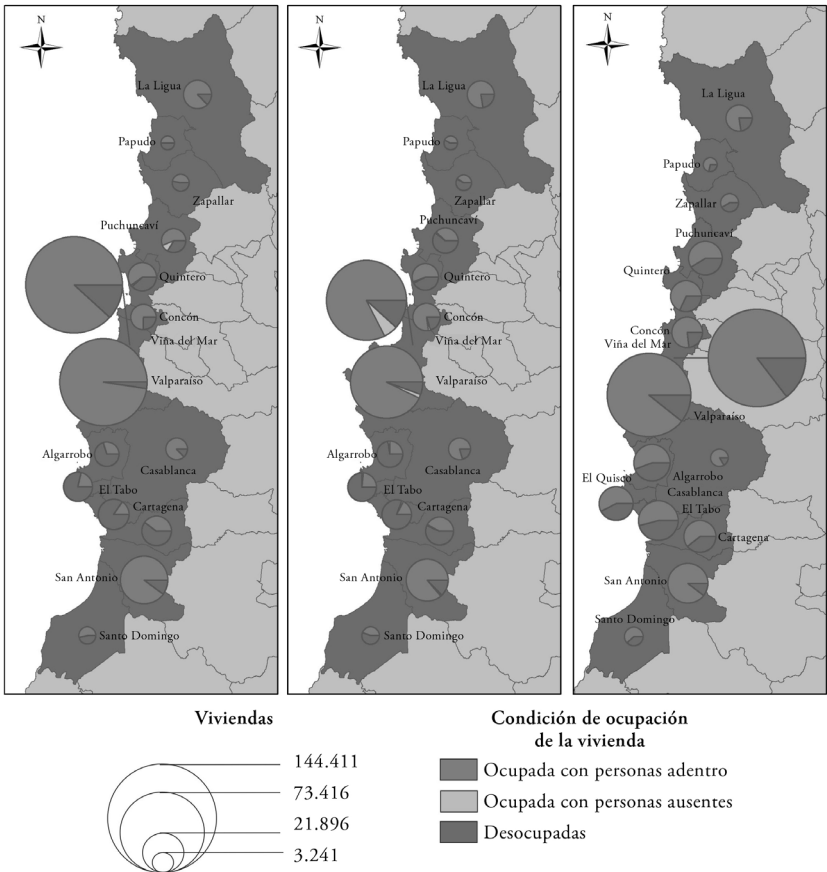 N
La Ligua
Papudo
Zapallar
Puchuncaví
Quintero
Concón
Viña del Mar
Valparaíso
Algarrobo
Casablanca
El Tabo
Cartagena
San Antonio
Santo Domingo
N
La Ligua
Papudo
Zapallar
Puchuncaví
Quintero
Concón
Viña del Mar
Valparaíso
Algarrobo
Casablanca
El Tabo
Cartagena
San Antonio
Santo Domingo
N
La Ligua
Papudo
Zapallar
Puchuncaví
Quintero
Concón
Viña del Mar
Valparaíso
El Quisco
Algarrobo
Casablanca
El Tabo
Cartagena
San Antonio
Santo Domingo
Viviendas
144.411
73.416
21.896
3.241
Condición de ocupación
de la vivienda
Ocupada con personas adentro
Ocupada con personas ausentes
Desocupadas